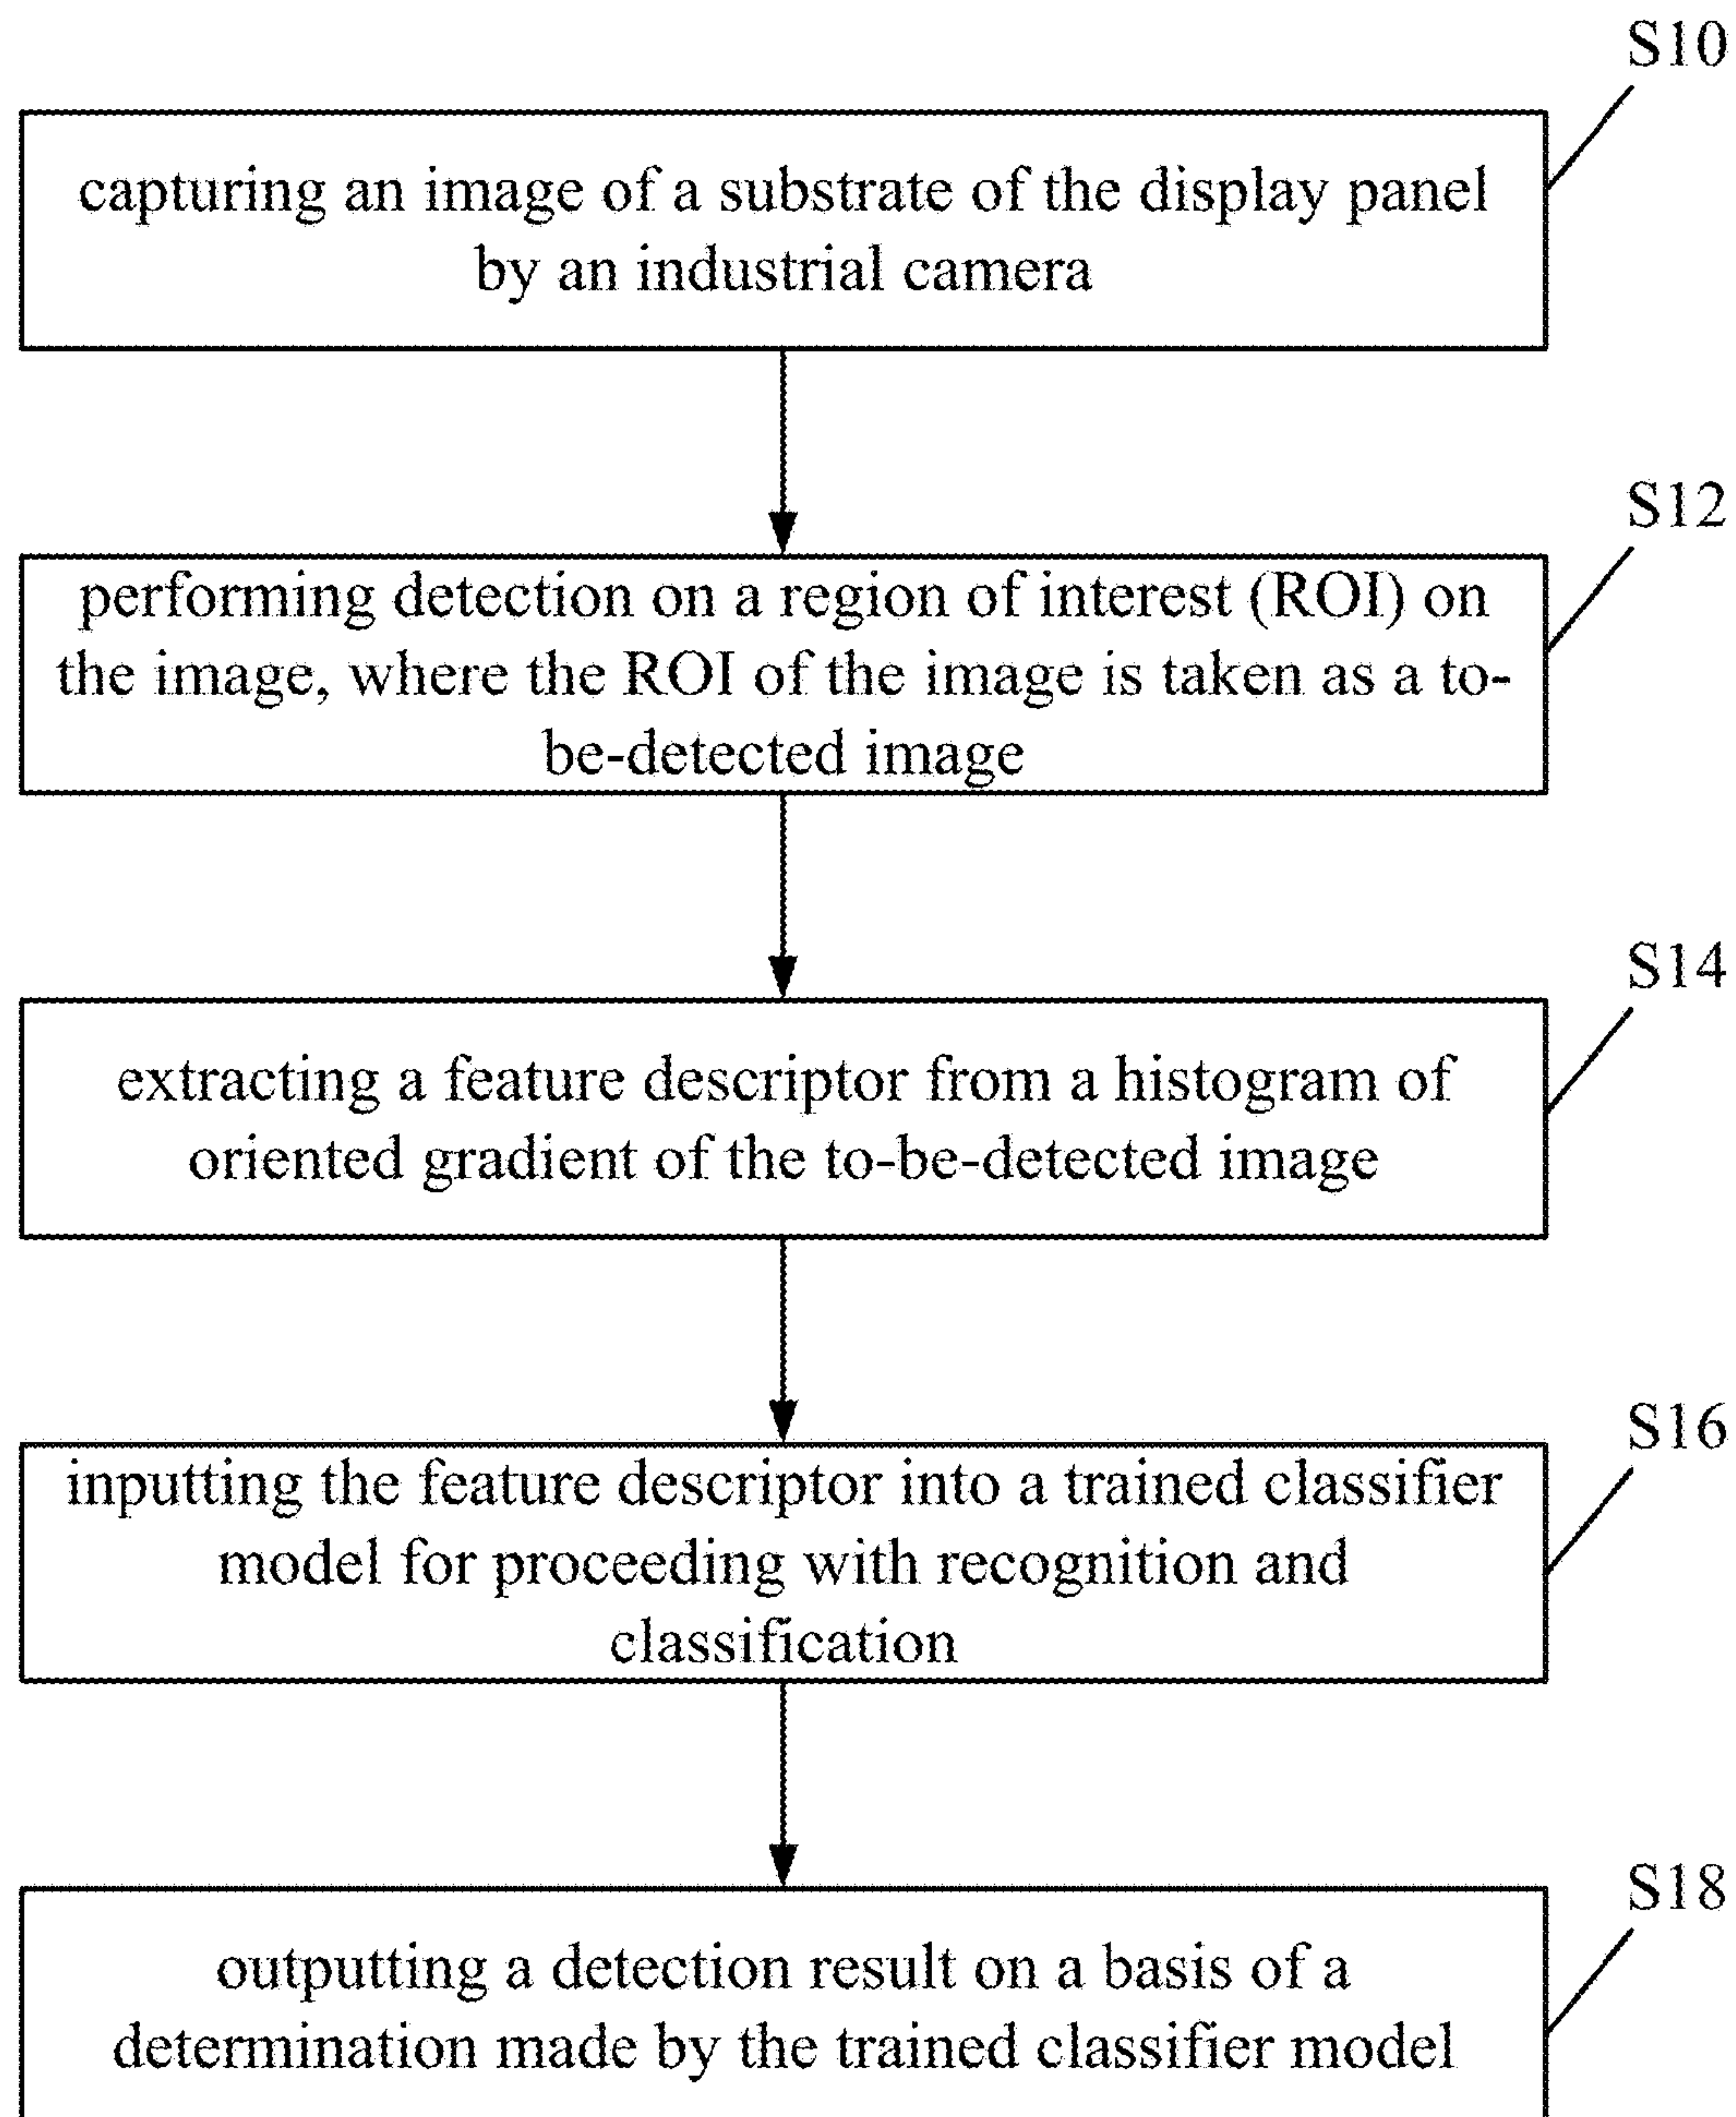 S10
capturing an image of a substrate of the display panel
by an industrial camera
S12
performing detection on a region of interest (ROI) on
the image, where the ROI of the image is taken as a to-
be-detected image
S14
extracting a feature descriptor from a histogram of
oriented gradient of the to-be-detected image
S16
inputting the feature descriptor into a trained classifier
model for proceeding with recognition and
classification
S18
outputting a detection result on a basis of a
determination made by the trained classifier model